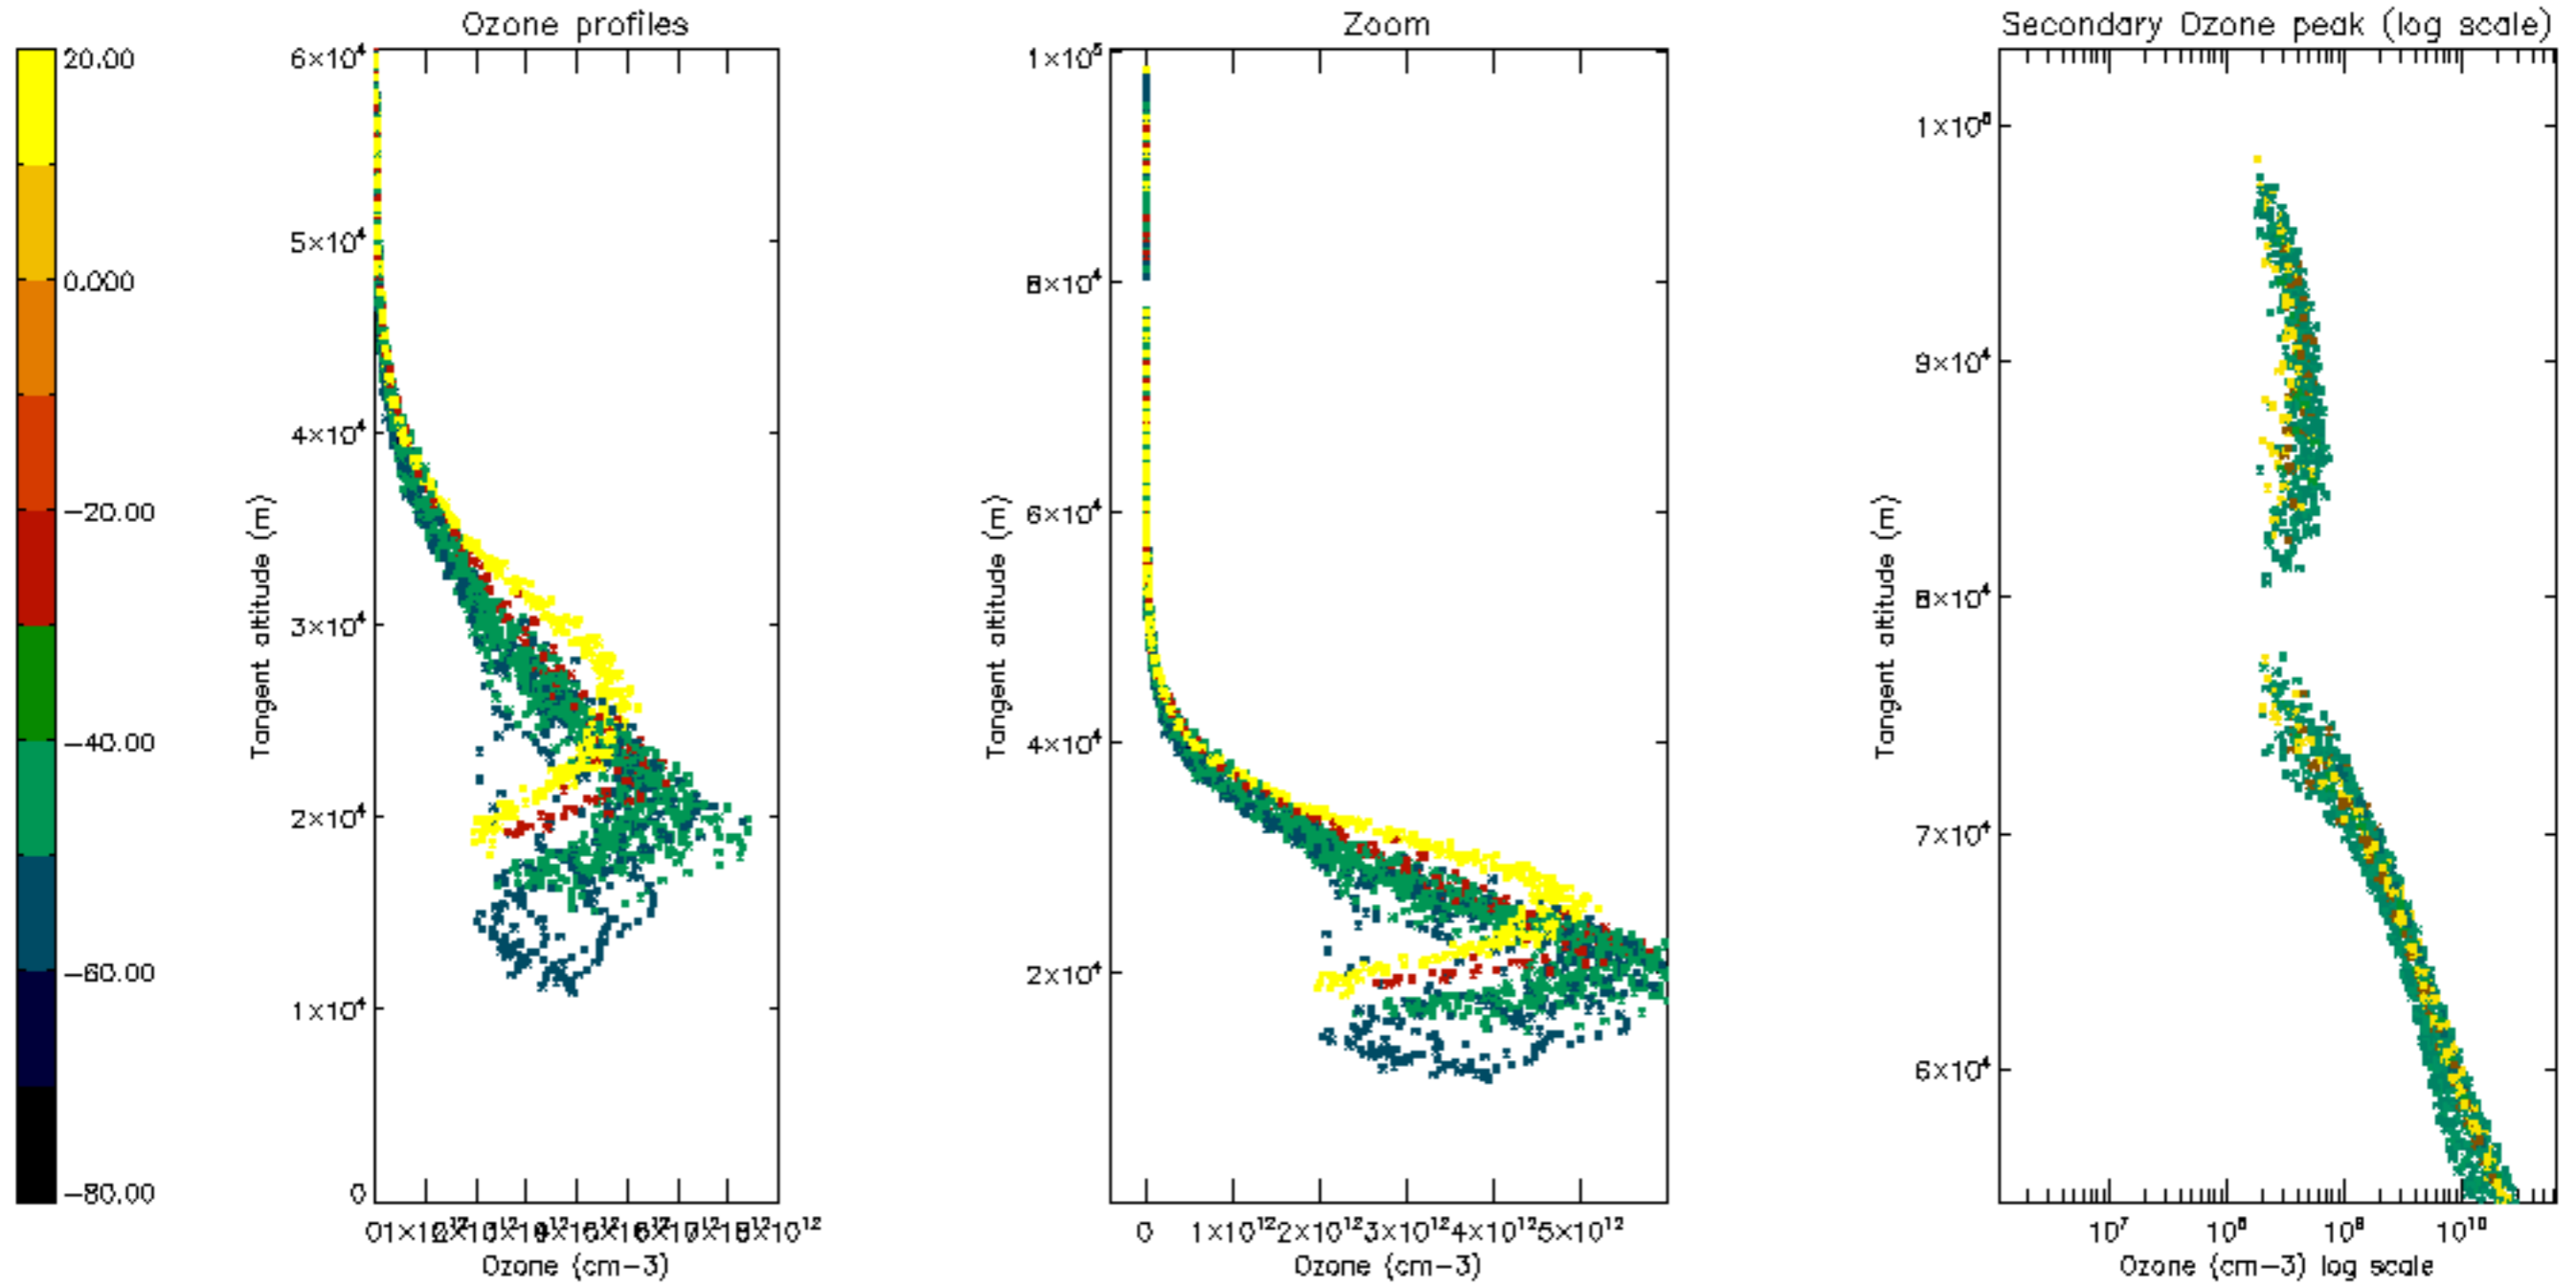 Ozone profiles
Zoom
Secondary Ozone peak (log scale)
20.00
0.000
−20.00
−40.00
−60.00
−80.00
6×10⁴
5×10⁴
4×10⁴
3×10⁴
2×10⁴
1×10⁴
0
Tangent altitude (m)
Ozone (cm−3)
1×10⁵
8×10⁴
6×10⁴
4×10⁴
2×10⁴
Tangent altitude (m)
0 1×10¹² 2×10¹² 3×10¹² 4×10¹² 5×10¹²
Ozone (cm−3)
1×10⁵
9×10⁴
8×10⁴
7×10⁴
6×10⁴
Tangent altitude (m)
10⁷ 10⁸ 10⁹ 10¹⁰
Ozone (cm−3) log scale